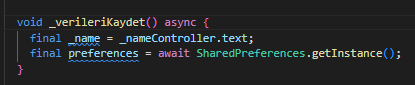 void _verileriKaydet() async {
final _name = _nameController.text;
final preferences = await SharedPreferences.getInstance();
}